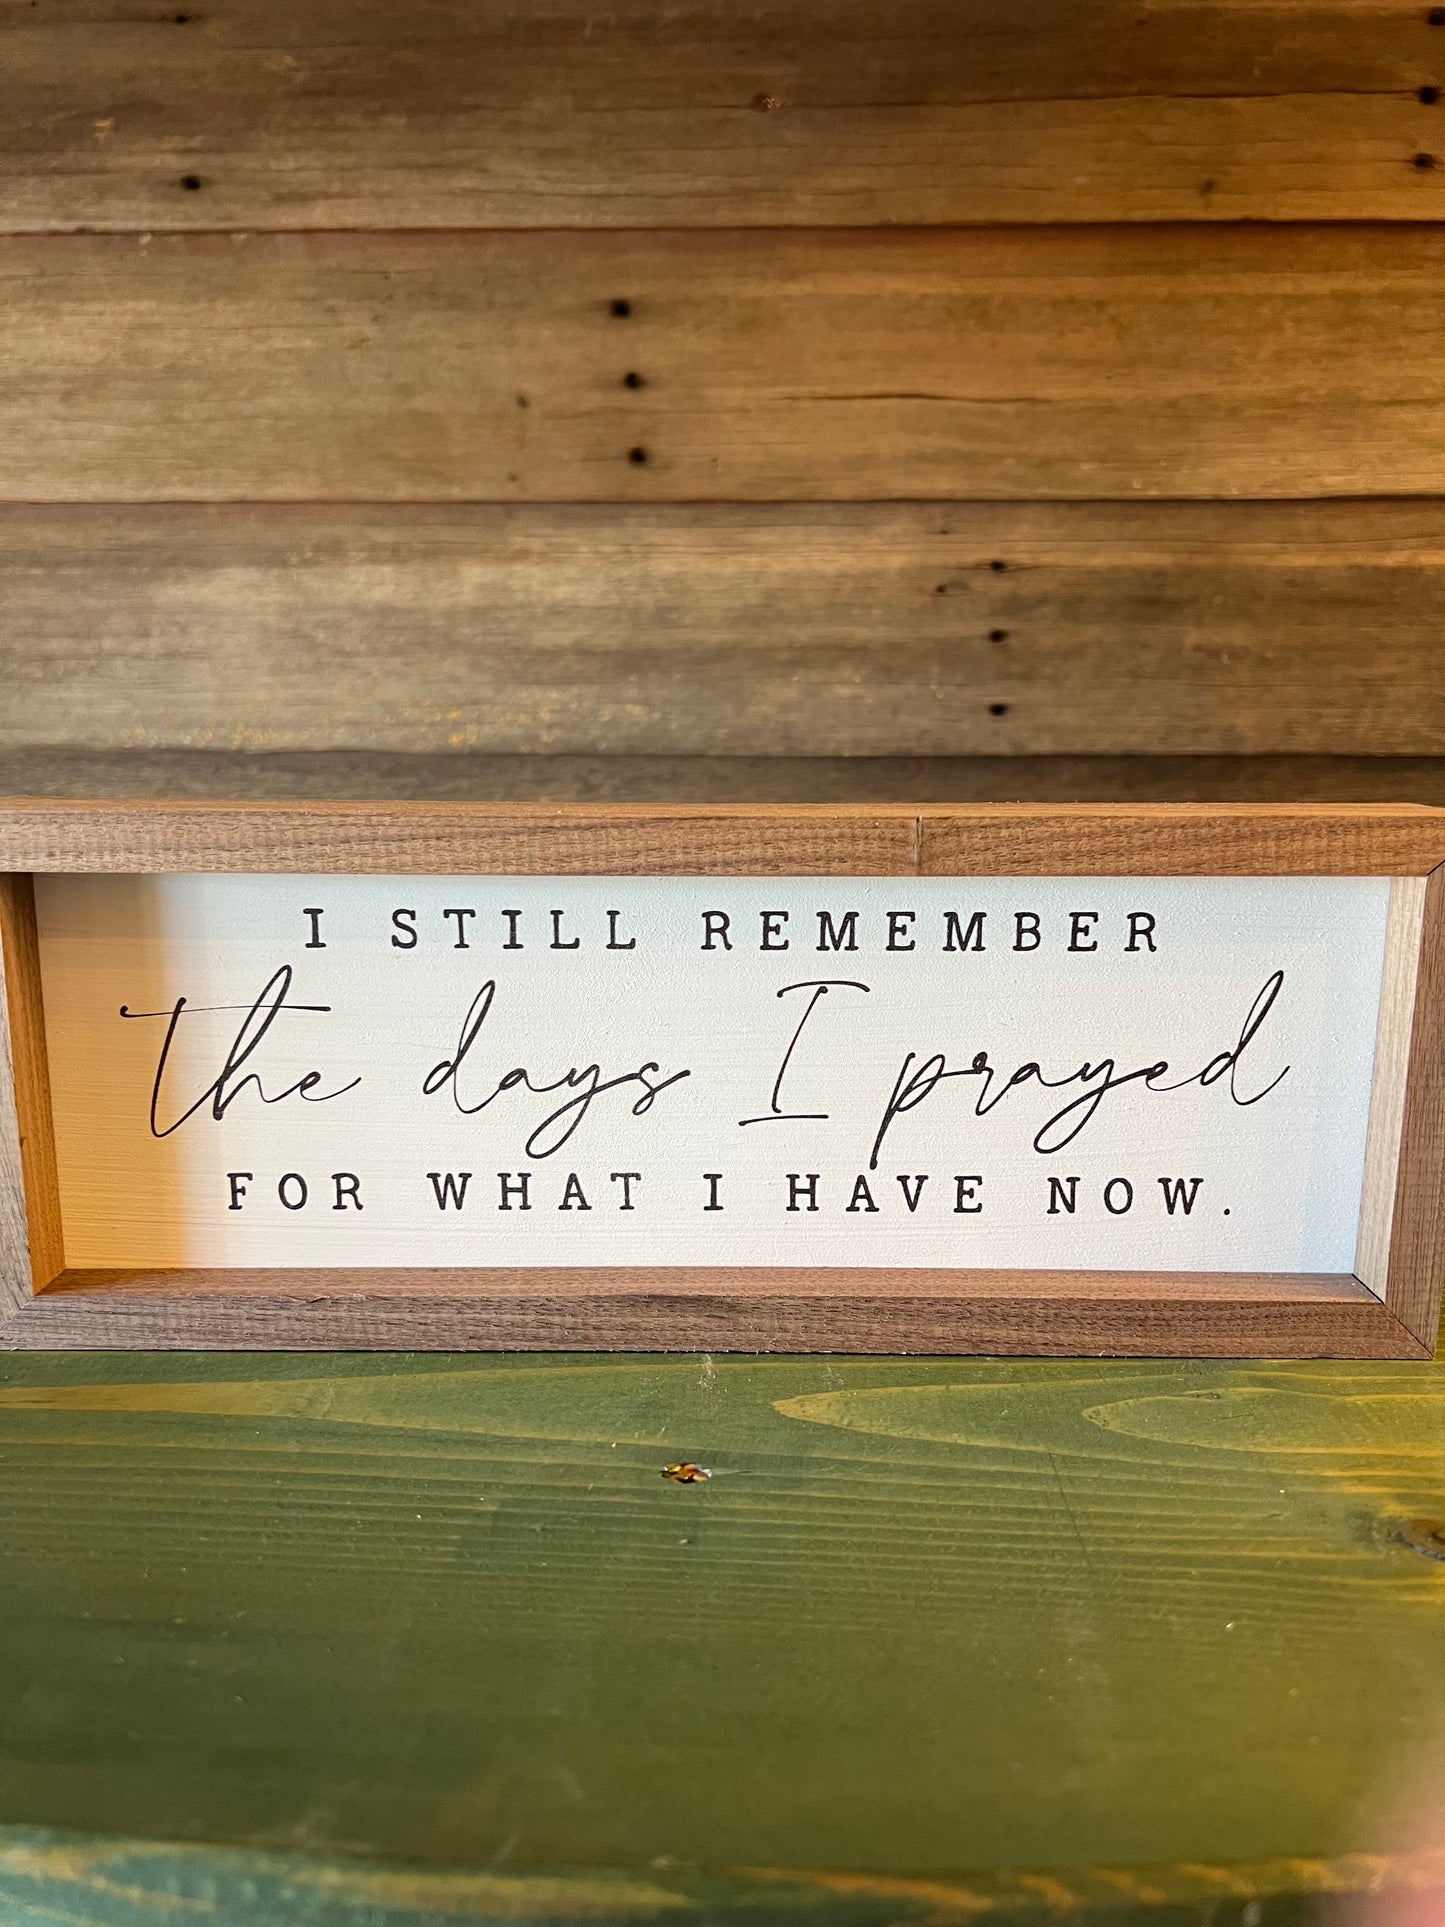 I STILL REMEMBER
the days I prayed
FOR WHAT I HAVE NOW.